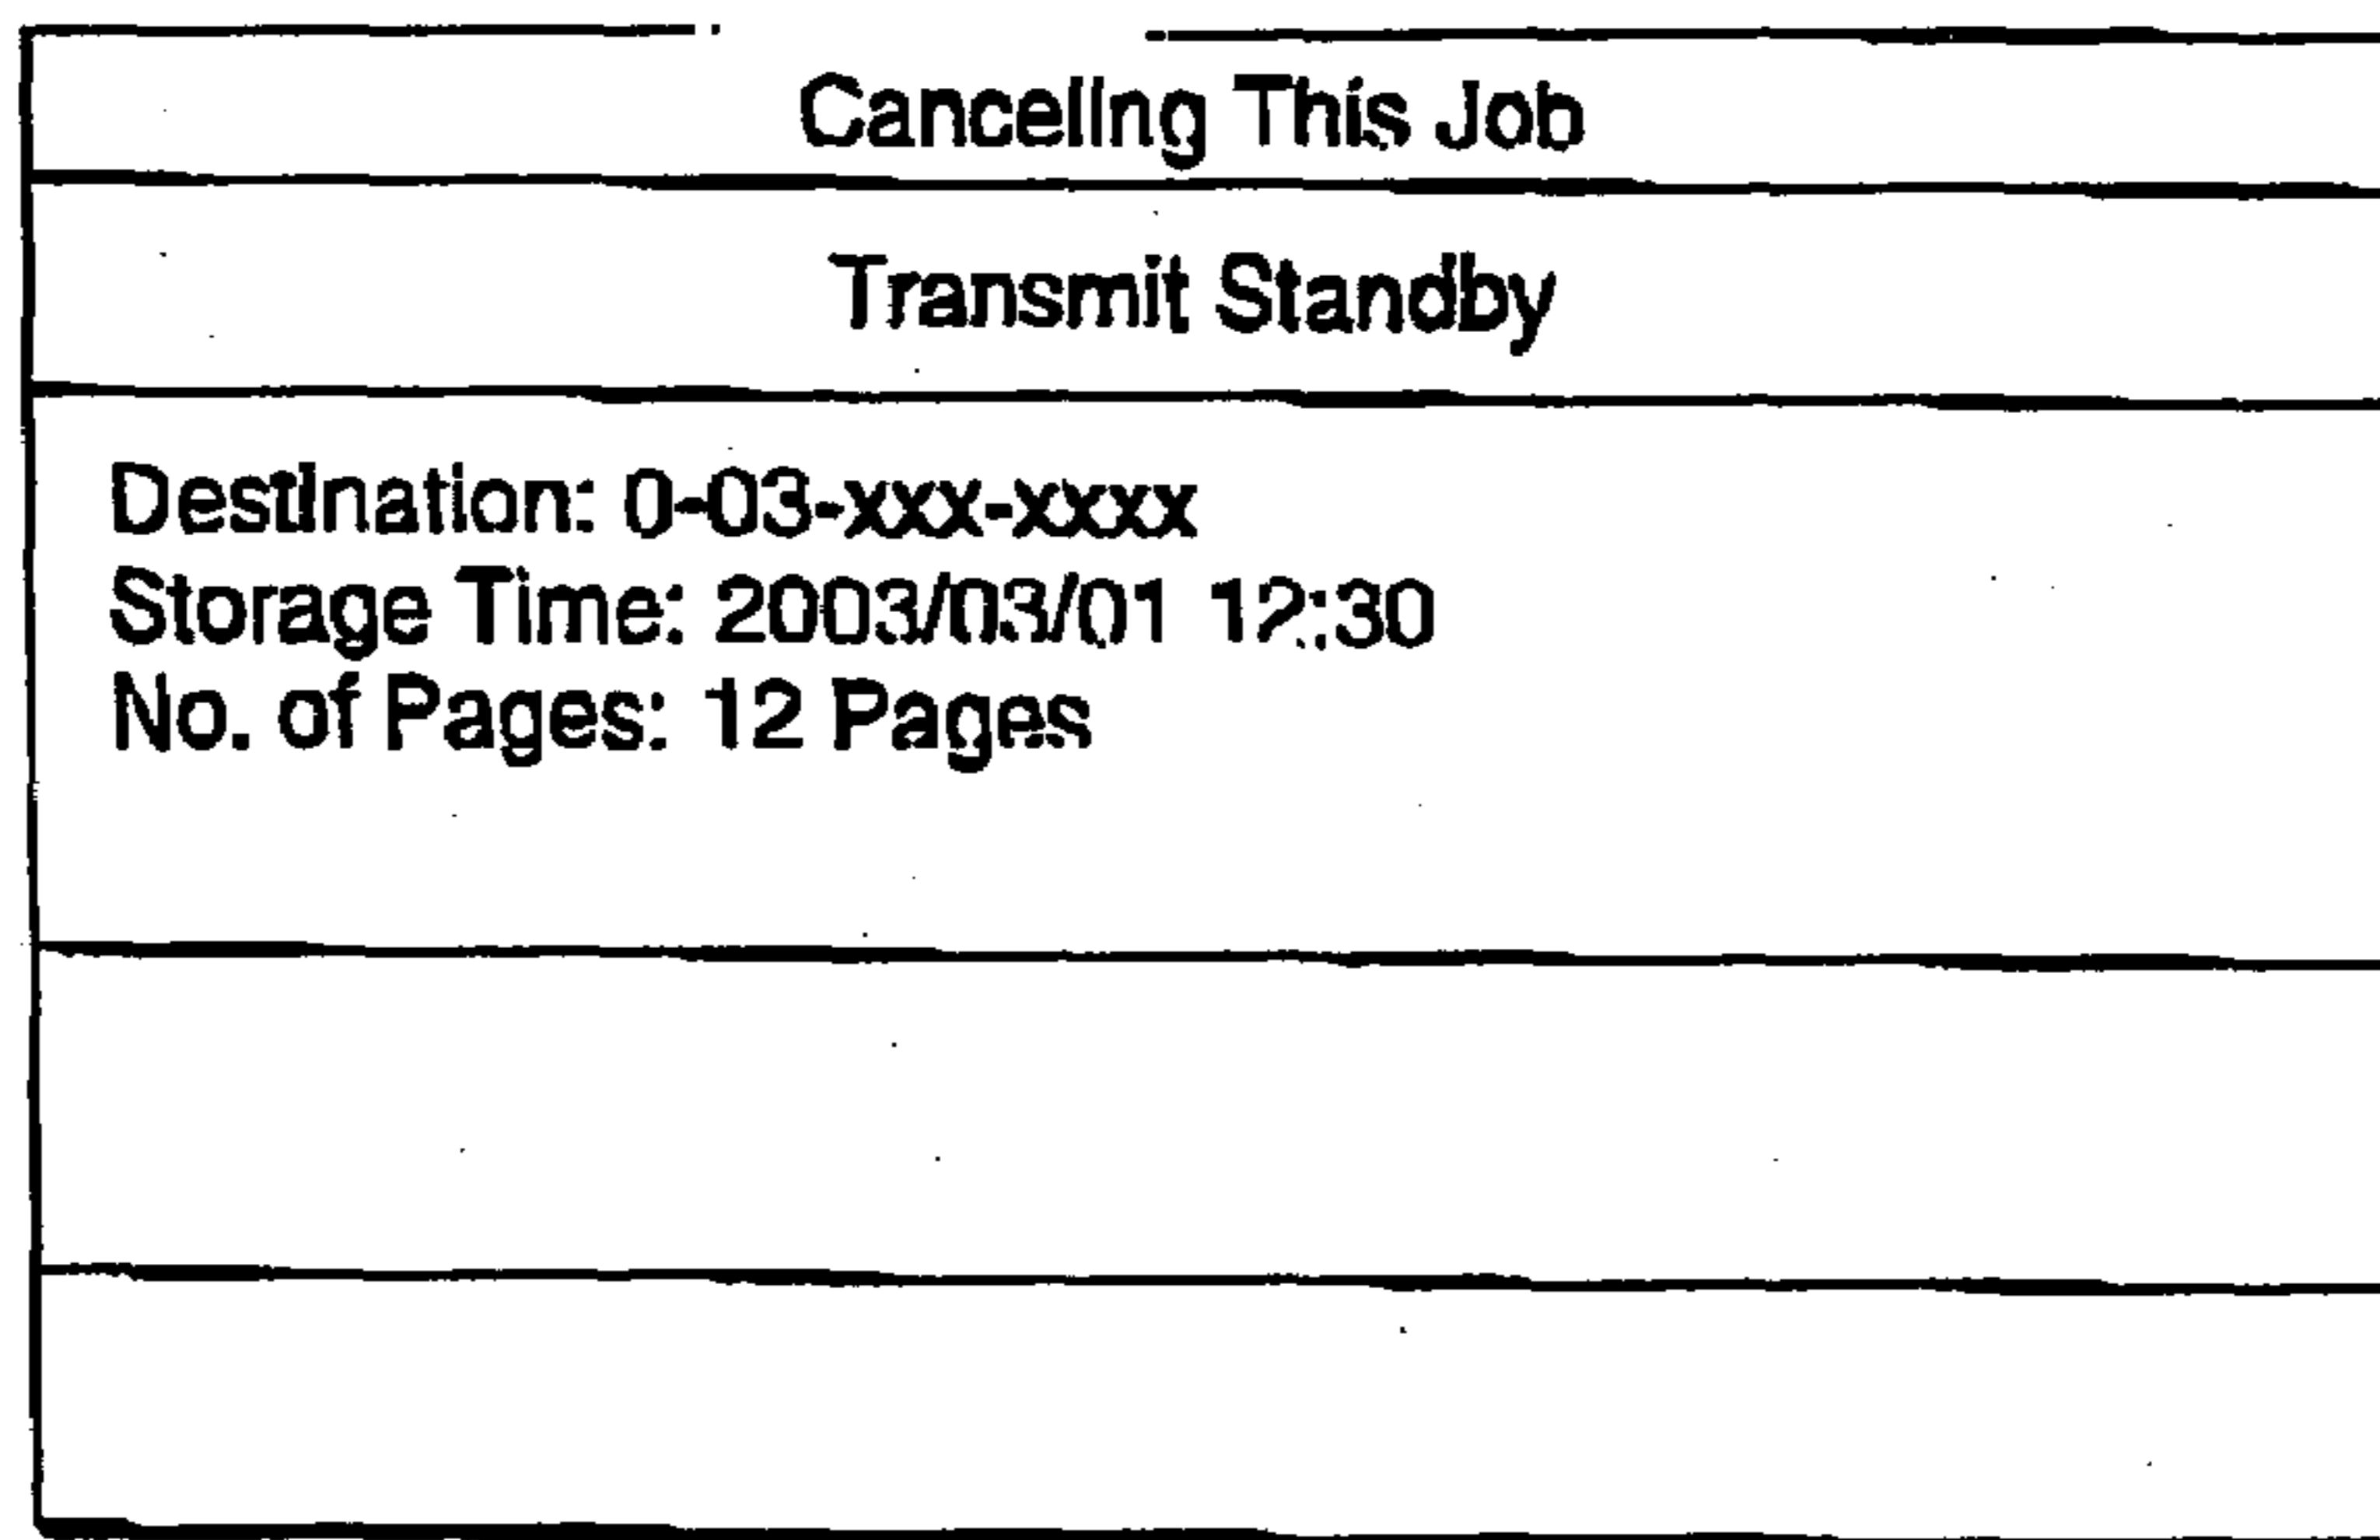 Canceling This Job
Transmit Standby
Destination: 0-03-xxx-xxxx
Storage Time: 2003/03/01 12:30
No. of Pages: 12 Pages